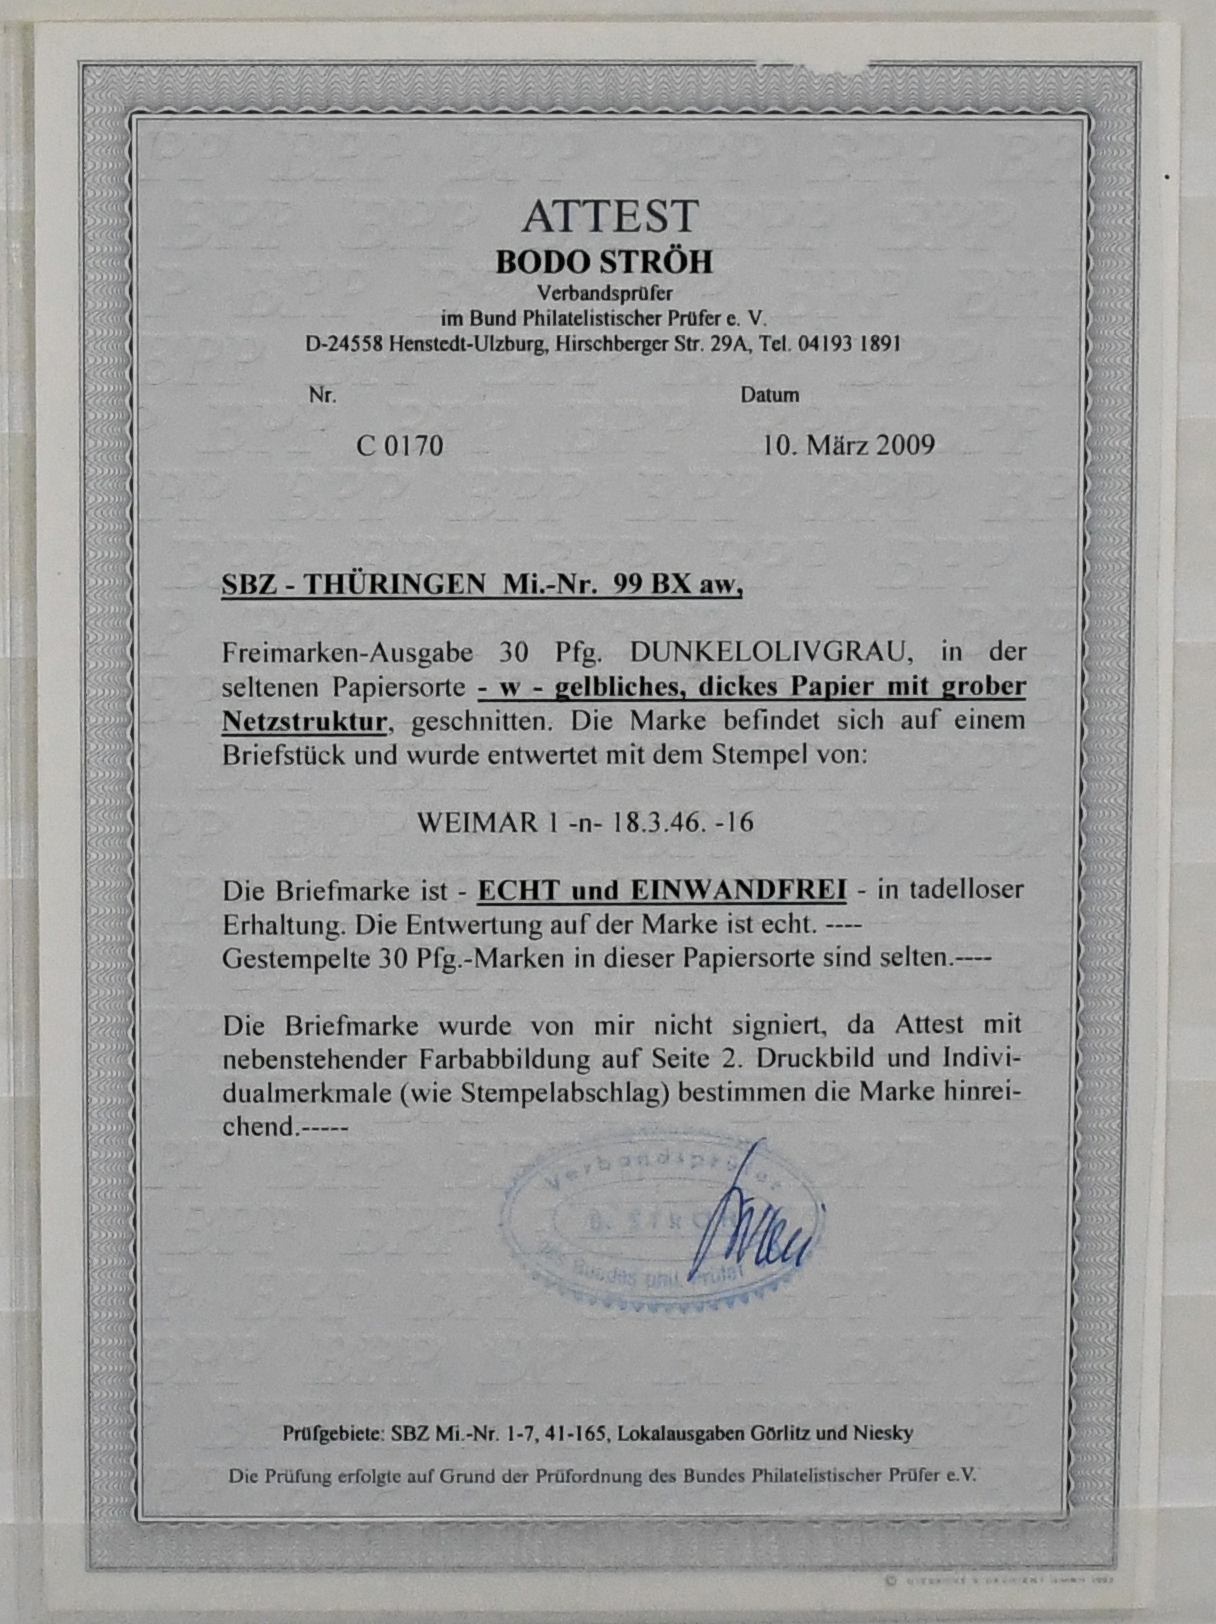 ATTEST
BODO STRÖH
Verbandsprüfer
im Bund Philatelistischer Prüfer e. V.
D-24558 Henstedt-Ulzburg, Hirschberger Str. 29A, Tel. 04193 1891
Nr. Datum
C 0170 10. März 2009
SBZ - THÜRINGEN Mi.-Nr. 99 BX aw,
Freimarken-Ausgabe 30 Pfg. DUNKELOLIVGRAU, in der
seltenen Papiersorte - w - gelbliches, dickes Papier mit grober
Netzstruktur, geschnitten. Die Marke befindet sich auf einem
Briefstück und wurde entwertet mit dem Stempel von:
WEIMAR 1 -n- 18.3.46. -16
Die Briefmarke ist - ECHT und EINWANDFREI - in tadelloser
Erhaltung. Die Entwertung auf der Marke ist echt. ----
Gestempelte 30 Pfg.-Marken in dieser Papiersorte sind selten.----
Die Briefmarke wurde von mir nicht signiert, da Attest mit
nebenstehender Farbabbildung auf Seite 2. Druckbild und Indivi-
dualmerkmale (wie Stempelabschlag) bestimmen die Marke hinrei-
chend.-----
Verbandsprüfer
B. STRÖH
des Bundes phil. Prüfer
Prüfgebiete: SBZ Mi.-Nr. 1-7, 41-165, Lokalausgaben Görlitz und Niesky
Die Prüfung erfolgte auf Grund der Prüfordnung des Bundes Philatelistischer Prüfer e.V.